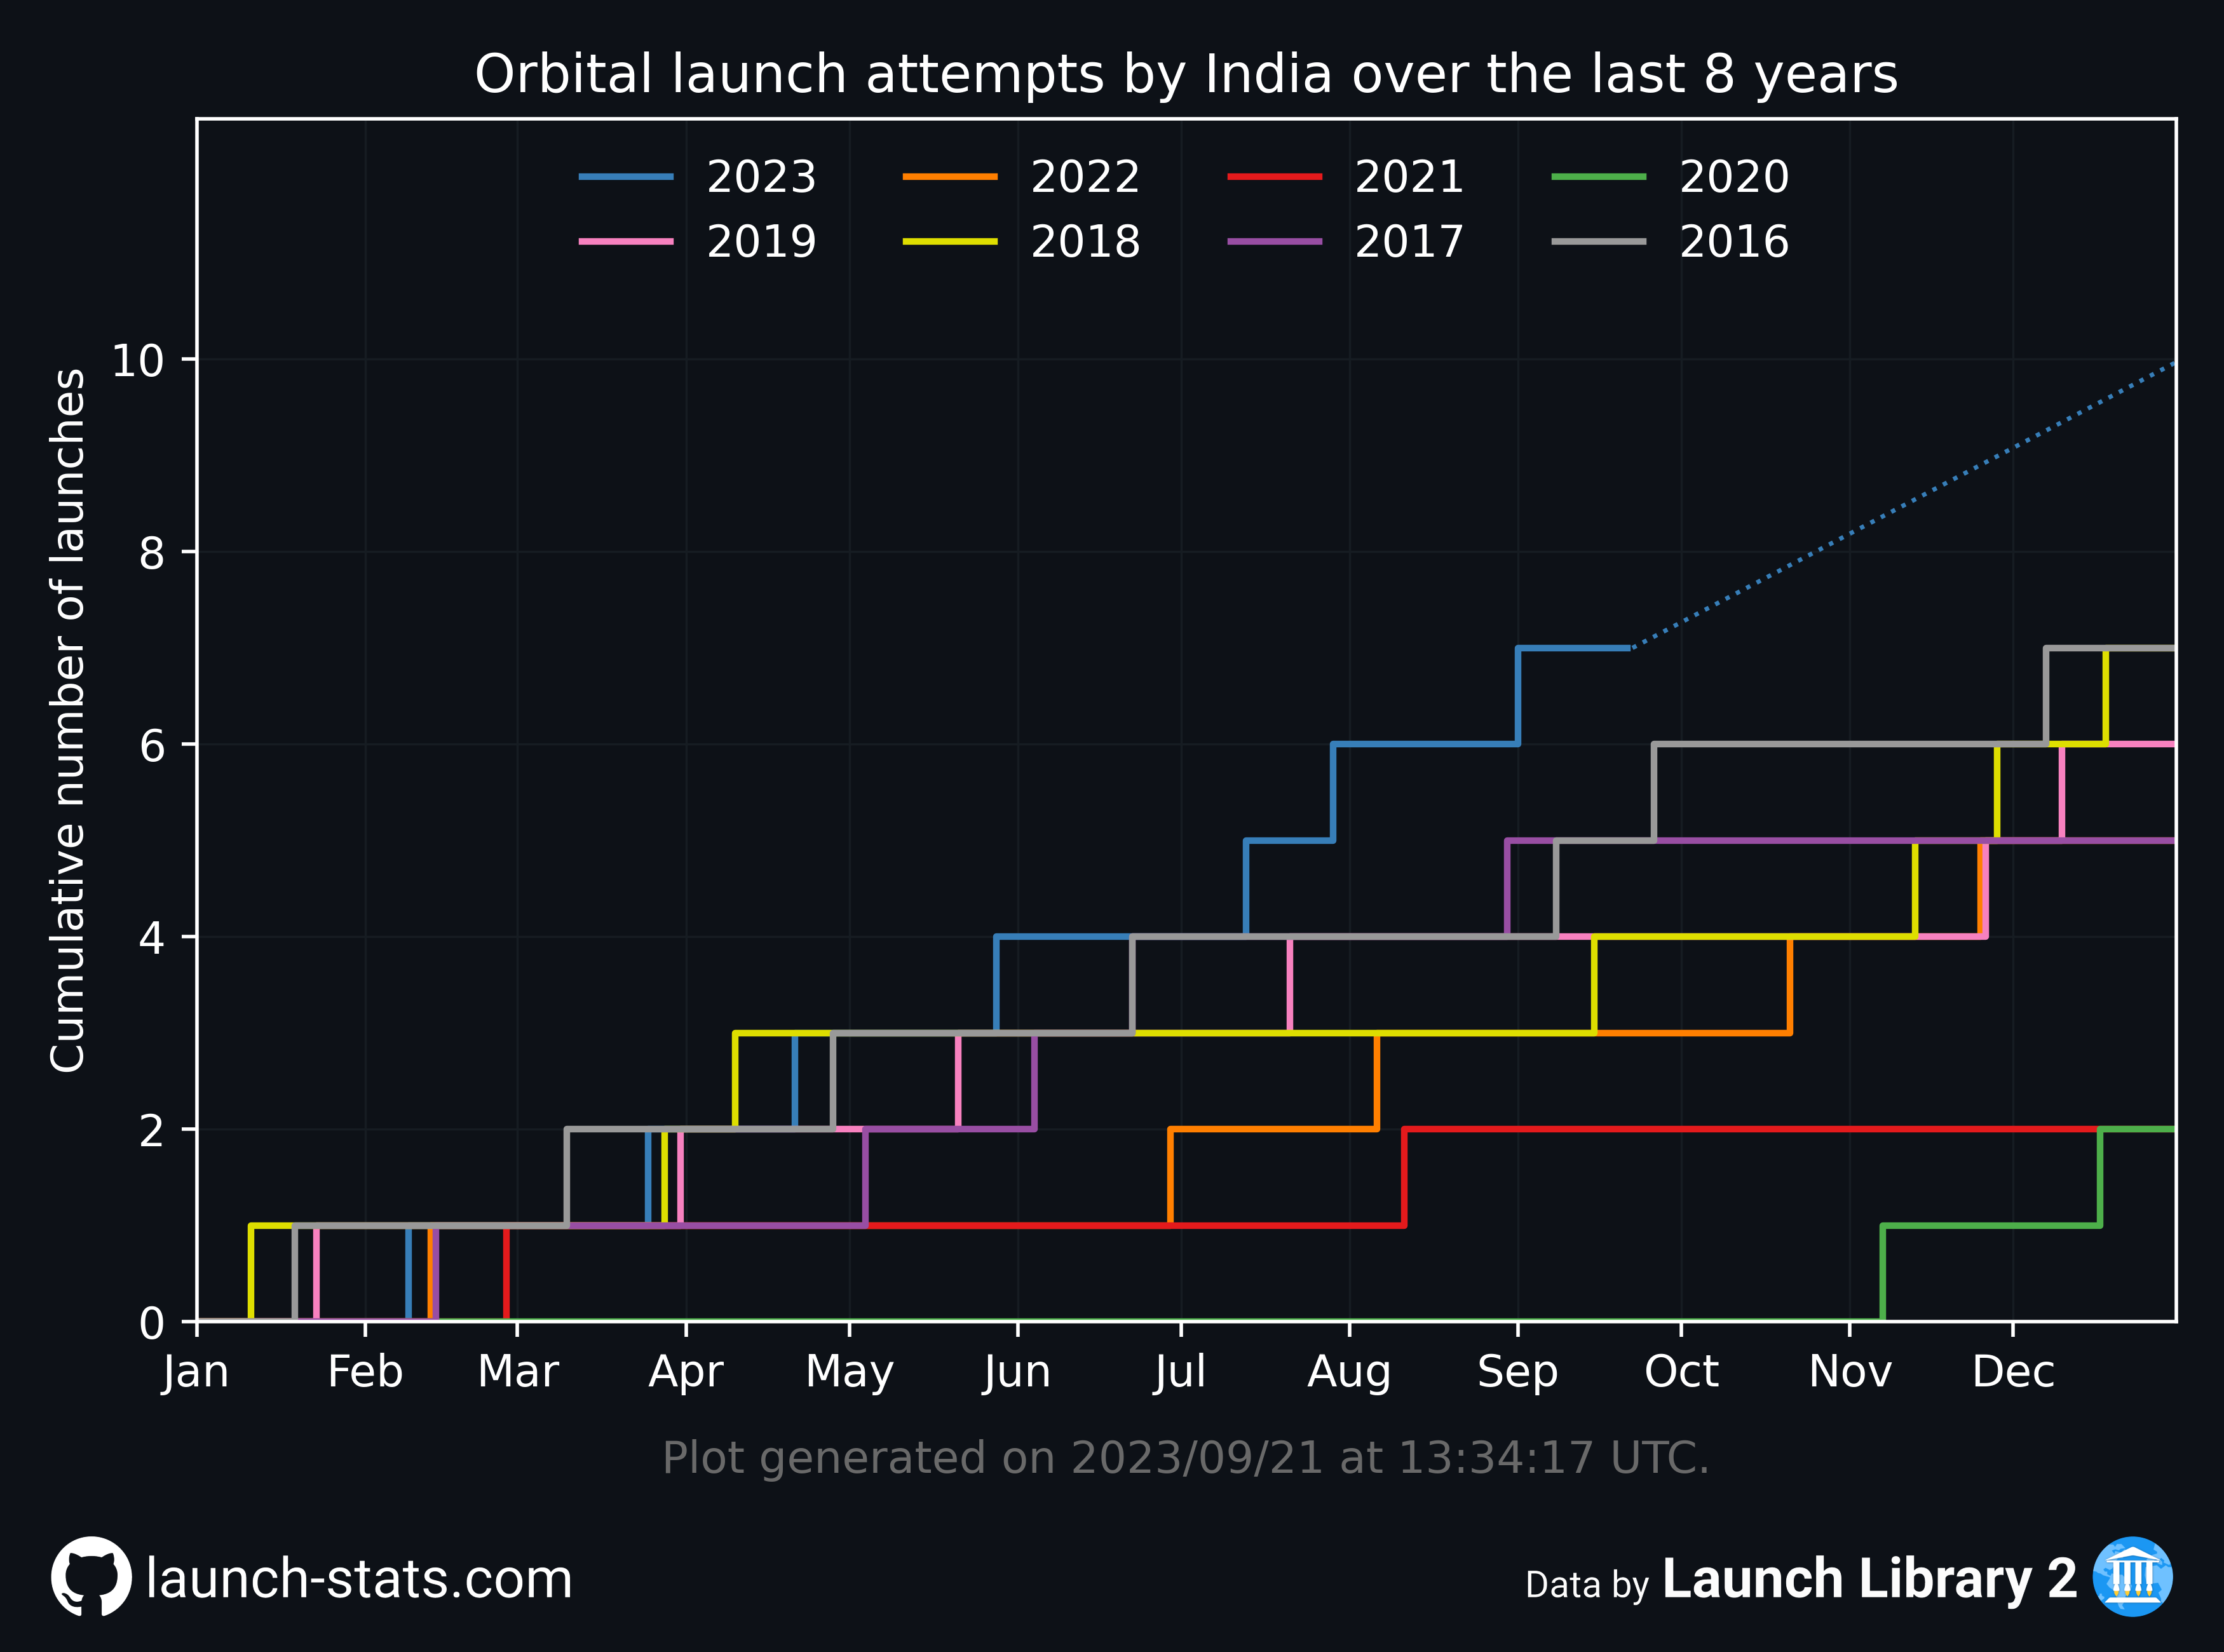 Orbital launch attempts by India over the last 8 years
2023 2022 2021 2020
2019 2018 2017 2016
Cumulative number of launches
10
8
6
4
2
0
Jan Feb Mar Apr May Jun Jul Aug Sep Oct Nov Dec
Plot generated on 2023/09/21 at 13:34:17 UTC.
launch-stats.com
Data by Launch Library 2